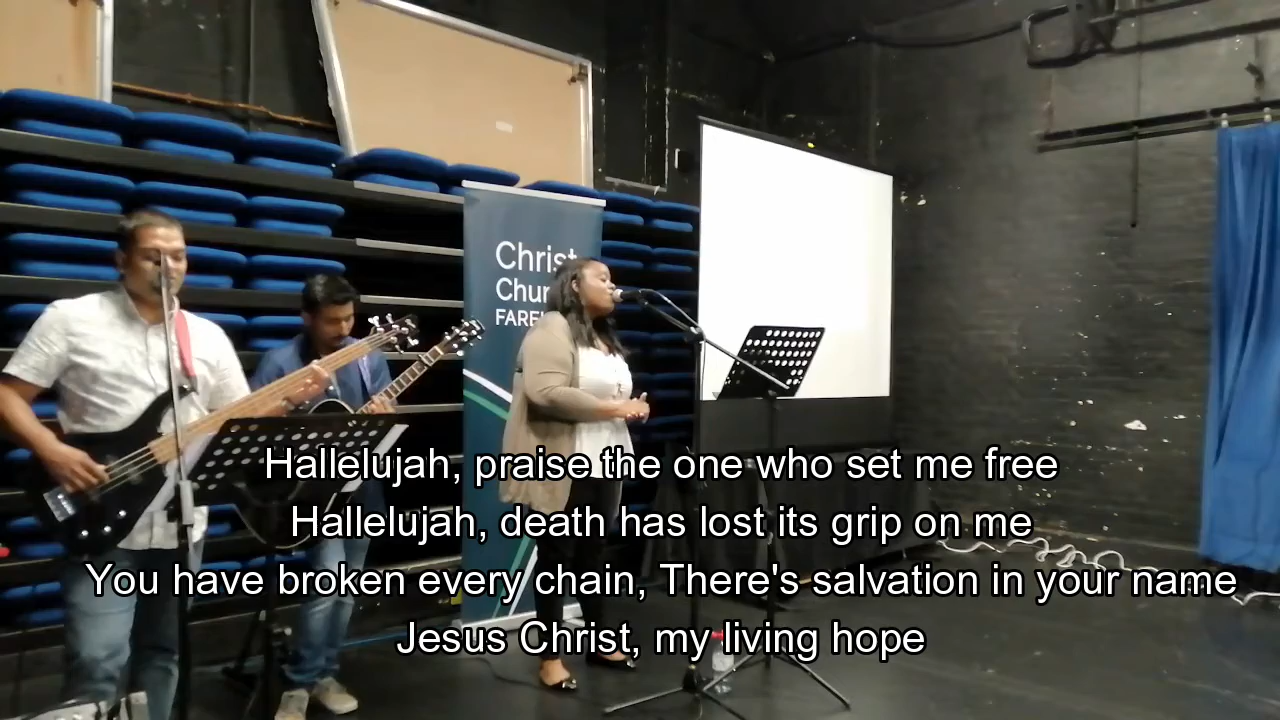 Christ
Hallelujah, praise the one who set me free
Hallelujah, death has lost its grip on me
You have broken every chain, There's salvation in your name
Jesus Christ, my living hope